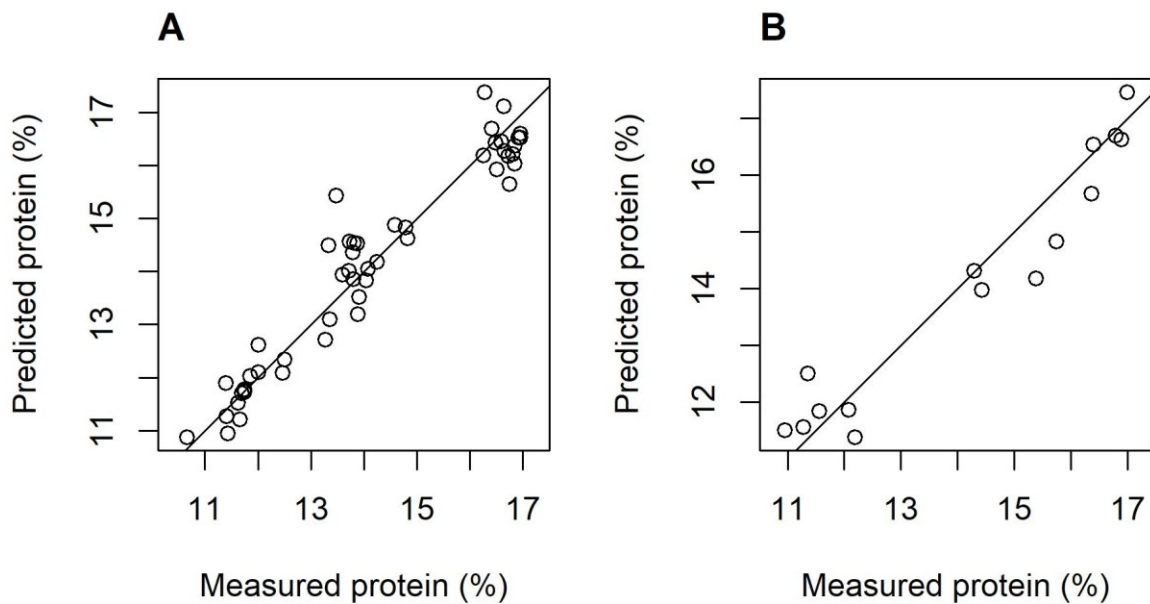 A
Predicted protein (%)
17
15
13
11
11 13 15 17
Measured protein (%)
B
Predicted protein (%)
16
14
12
11 13 15 17
Measured protein (%)